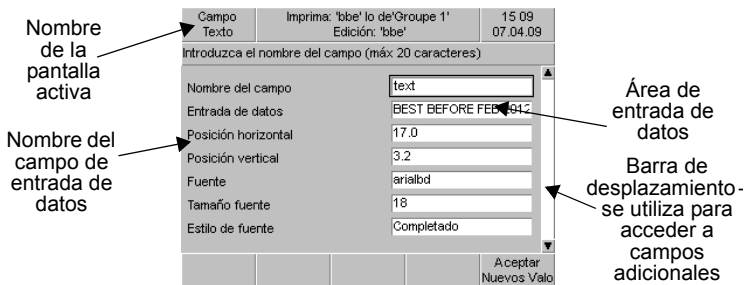 Nombre
de la
pantalla
activa
Nombre del
campo de
entrada de
datos
Campo
Texto
Imprima: 'bbe' lo de'Groupe 1'
Edición: 'bbe'
15 09
07.04.09
Introduzca el nombre del campo (máx 20 caracteres)
Nombre del campo text
Entrada de datos BEST BEFORE FEB 2012
Posición horizontal 17.0
Posición vertical 3.2
Fuente arialbd
Tamaño fuente 18
Estilo de fuente Completado
Aceptar
Nuevos Valo
Área de
entrada de
datos
Barra de
desplazamiento-
se utiliza para
acceder a
campos
adicionales